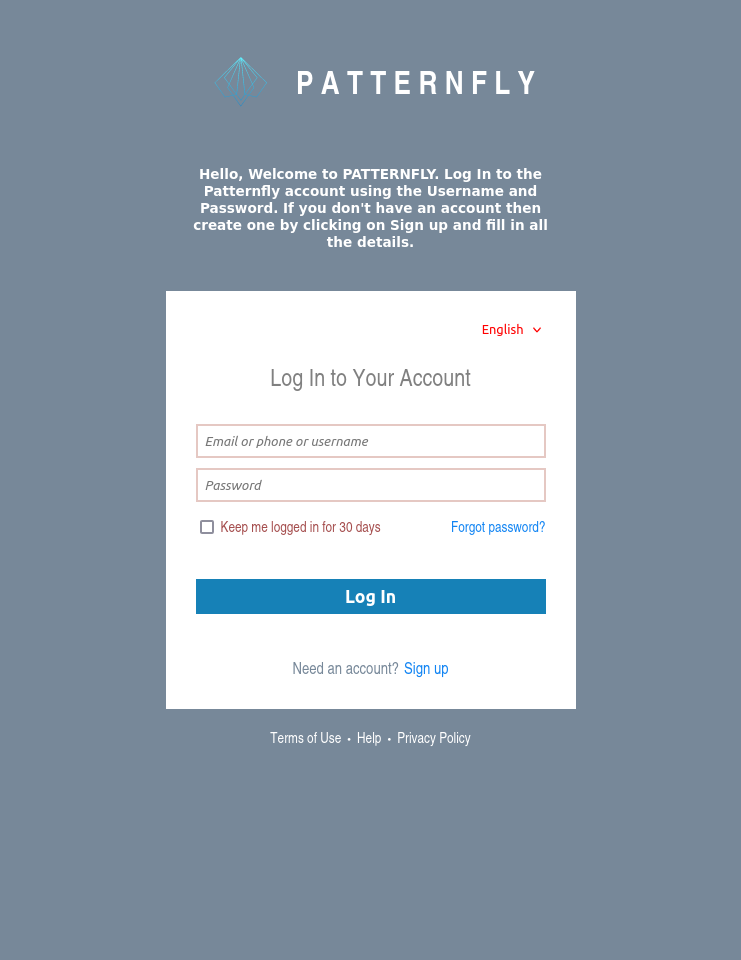 PATTERNFLY
Hello, Welcome to PATTERNFLY. Log In to the
Patternfly account using the Username and
Password. If you don't have an account then
create one by clicking on Sign up and fill in all
the details.
English
Log In to Your Account
Email or phone or username
Password
Keep me logged in for 30 days Forgot password?
Log In
Need an account? Sign up
Terms of Use • Help • Privacy Policy